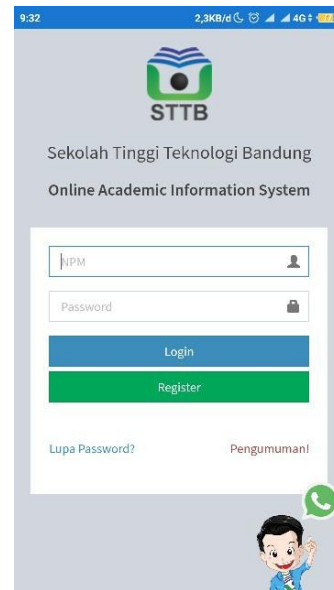 9:32 2,3KB/d 4G
STTB
Sekolah Tinggi Teknologi Bandung
Online Academic Information System
NPM
Password
Login
Register
Lupa Password? Pengumuman!